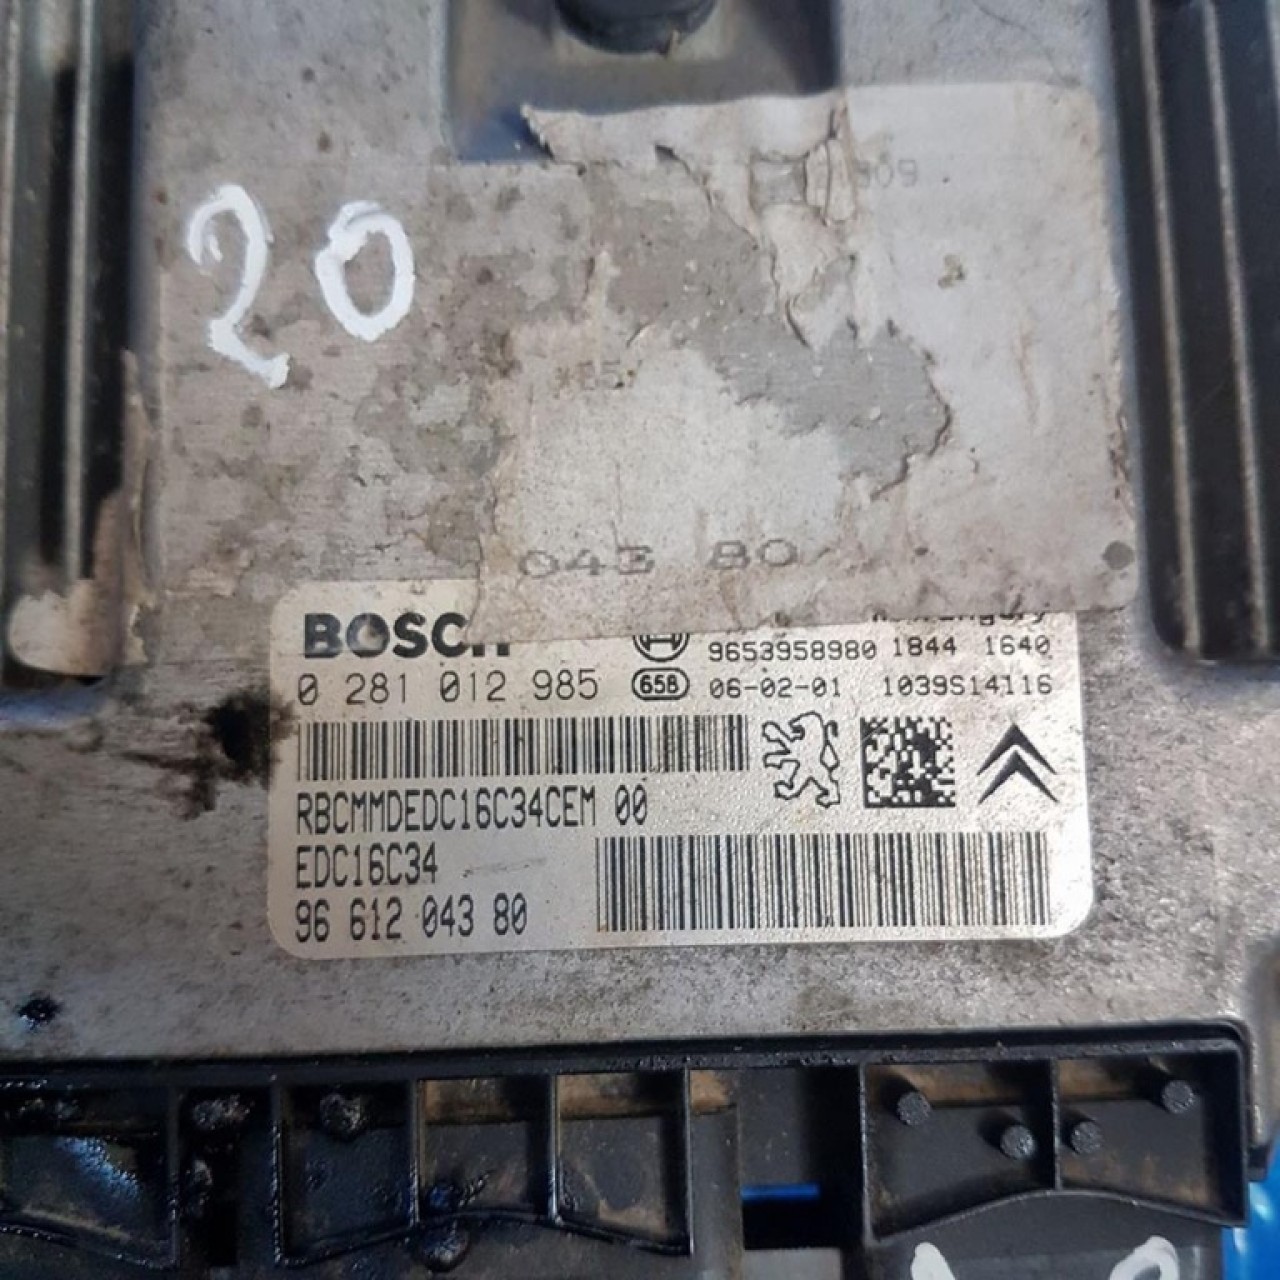 20
043 80
BOSCH
9653958980 1844 1640
0 281 012 985 658 06-02-01 1039S14116
RBCMMDEDC16C34CEM 00
EDC16C34
96 612 043 80